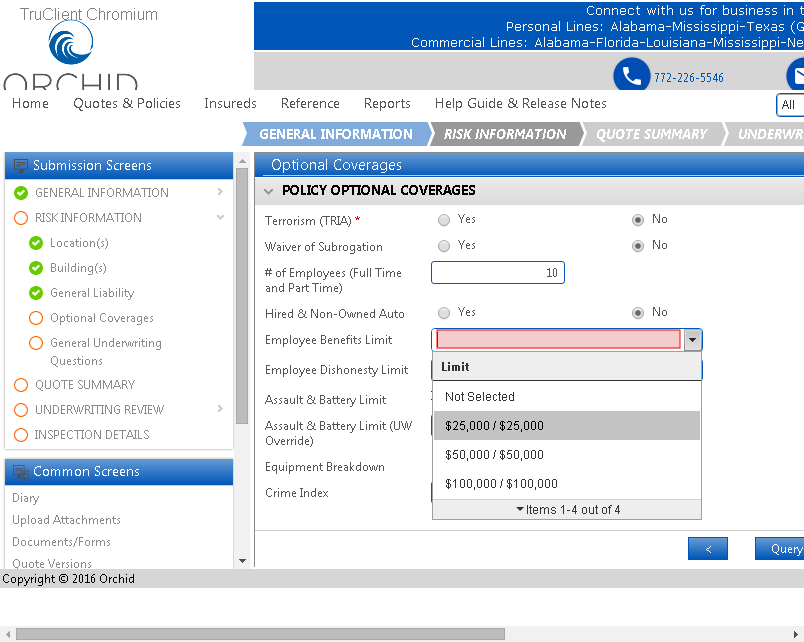 TruClient Chromium
ORCHID
Connect with us for business in t
Personal Lines: Alabama-Mississippi-Texas (G
Commercial Lines: Alabama-Florida-Louisiana-Mississippi-Ne
772-226-5546
Home Quotes & Policies Insureds Reference Reports Help Guide & Release Notes All
GENERAL INFORMATION RISK INFORMATION QUOTE SUMMARY UNDERWR
Submission Screens
GENERAL INFORMATION
RISK INFORMATION
Location(s)
Building(s)
General Liability
Optional Coverages
General Underwriting
Questions
QUOTE SUMMARY
UNDERWRITING REVIEW
INSPECTION DETAILS
Common Screens
Diary
Upload Attachments
Documents/Forms
Quote Versions
Optional Coverages
POLICY OPTIONAL COVERAGES
Terrorism (TRIA) * Yes No
Waiver of Subrogation Yes No
# of Employees (Full Time
and Part Time) 10
Hired & Non-Owned Auto Yes No
Employee Benefits Limit
Employee Dishonesty Limit
Assault & Battery Limit
Assault & Battery Limit (UW
Override)
Equipment Breakdown
Crime Index
Limit
Not Selected
$25,000 / $25,000
$50,000 / $50,000
$100,000 / $100,000
Items 1-4 out of 4
< Query
Copyright © 2016 Orchid